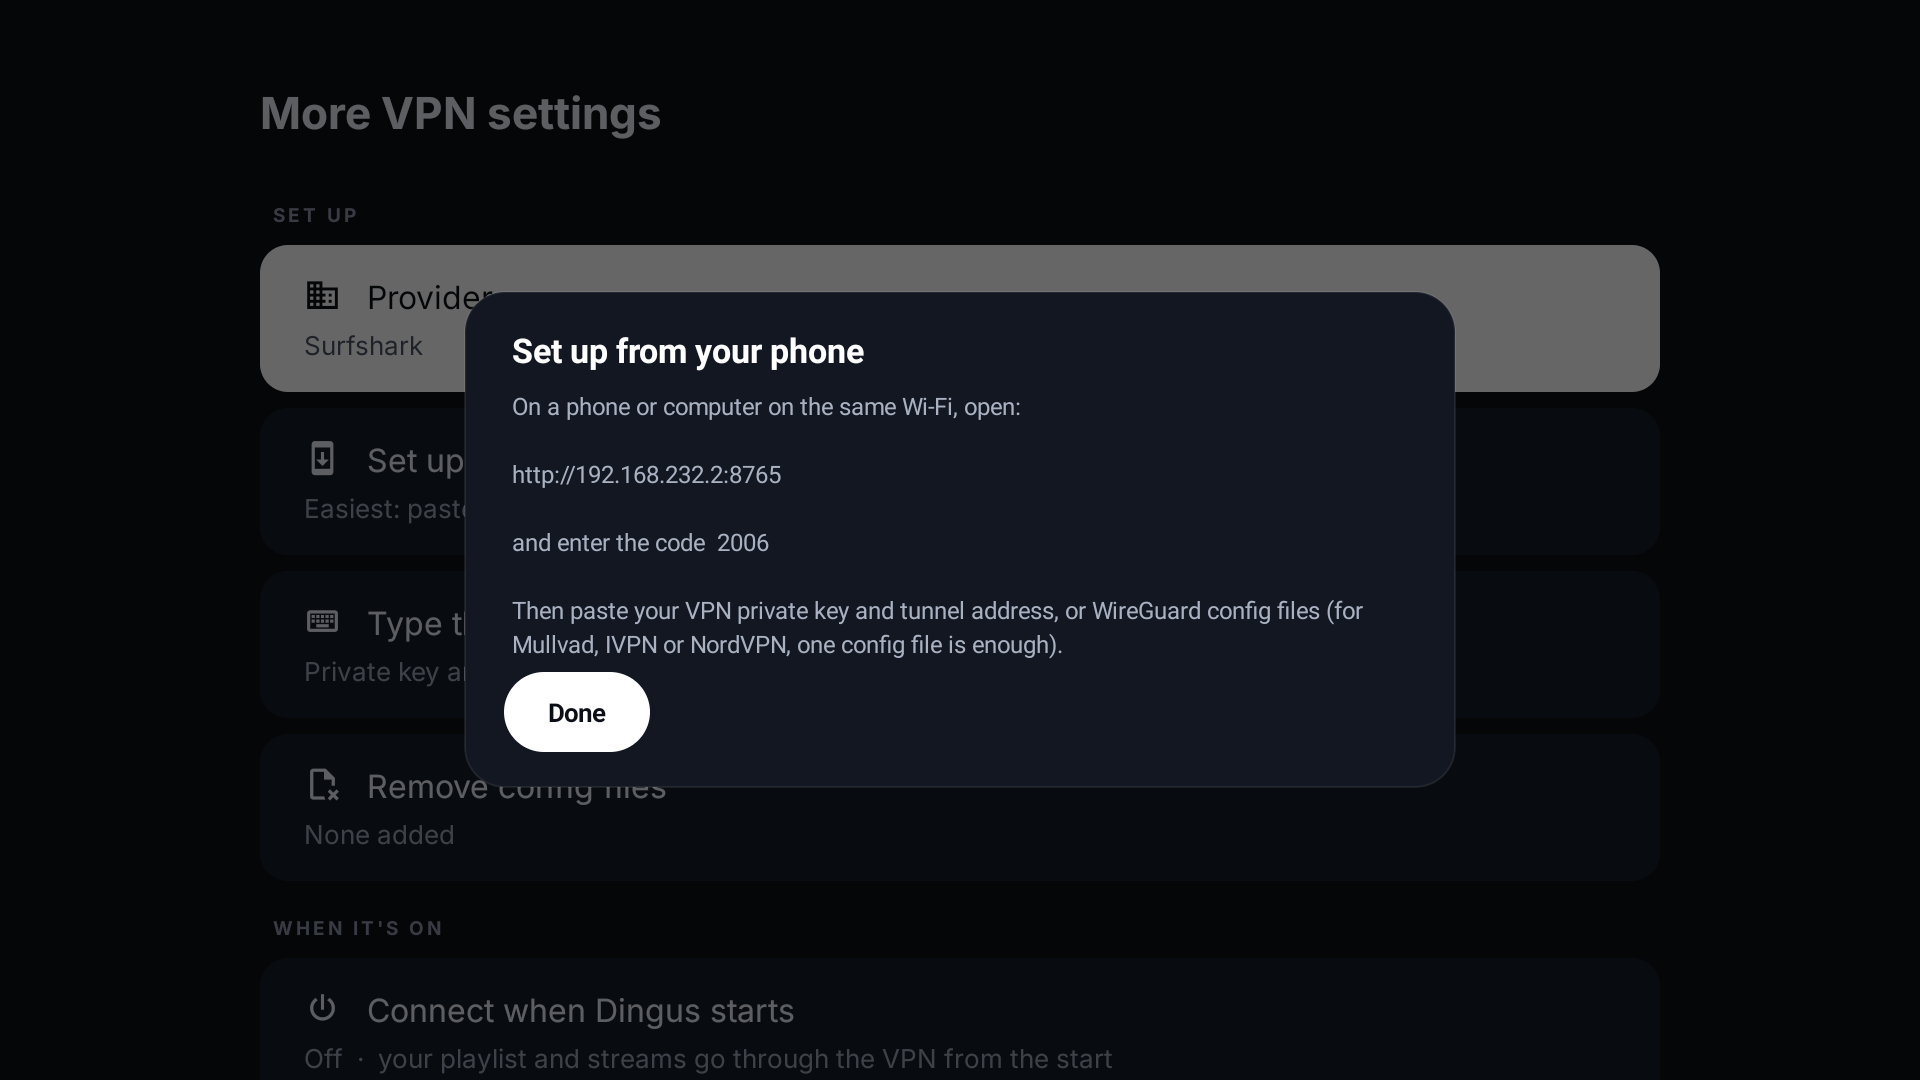 More VPN settings
SET UP
Provider
Surfshark
Set up from your phone
On a phone or computer on the same Wi-Fi, open:
http://192.168.232.2:8765
and enter the code 2006
Then paste your VPN private key and tunnel address, or WireGuard config files (for
Mullvad, IVPN or NordVPN, one config file is enough).
Done
Set up
Easiest:
Type
Private key
Remove config files
None added
WHEN IT'S ON
Connect when Dingus starts
Off · your playlist and streams go through the VPN from the start